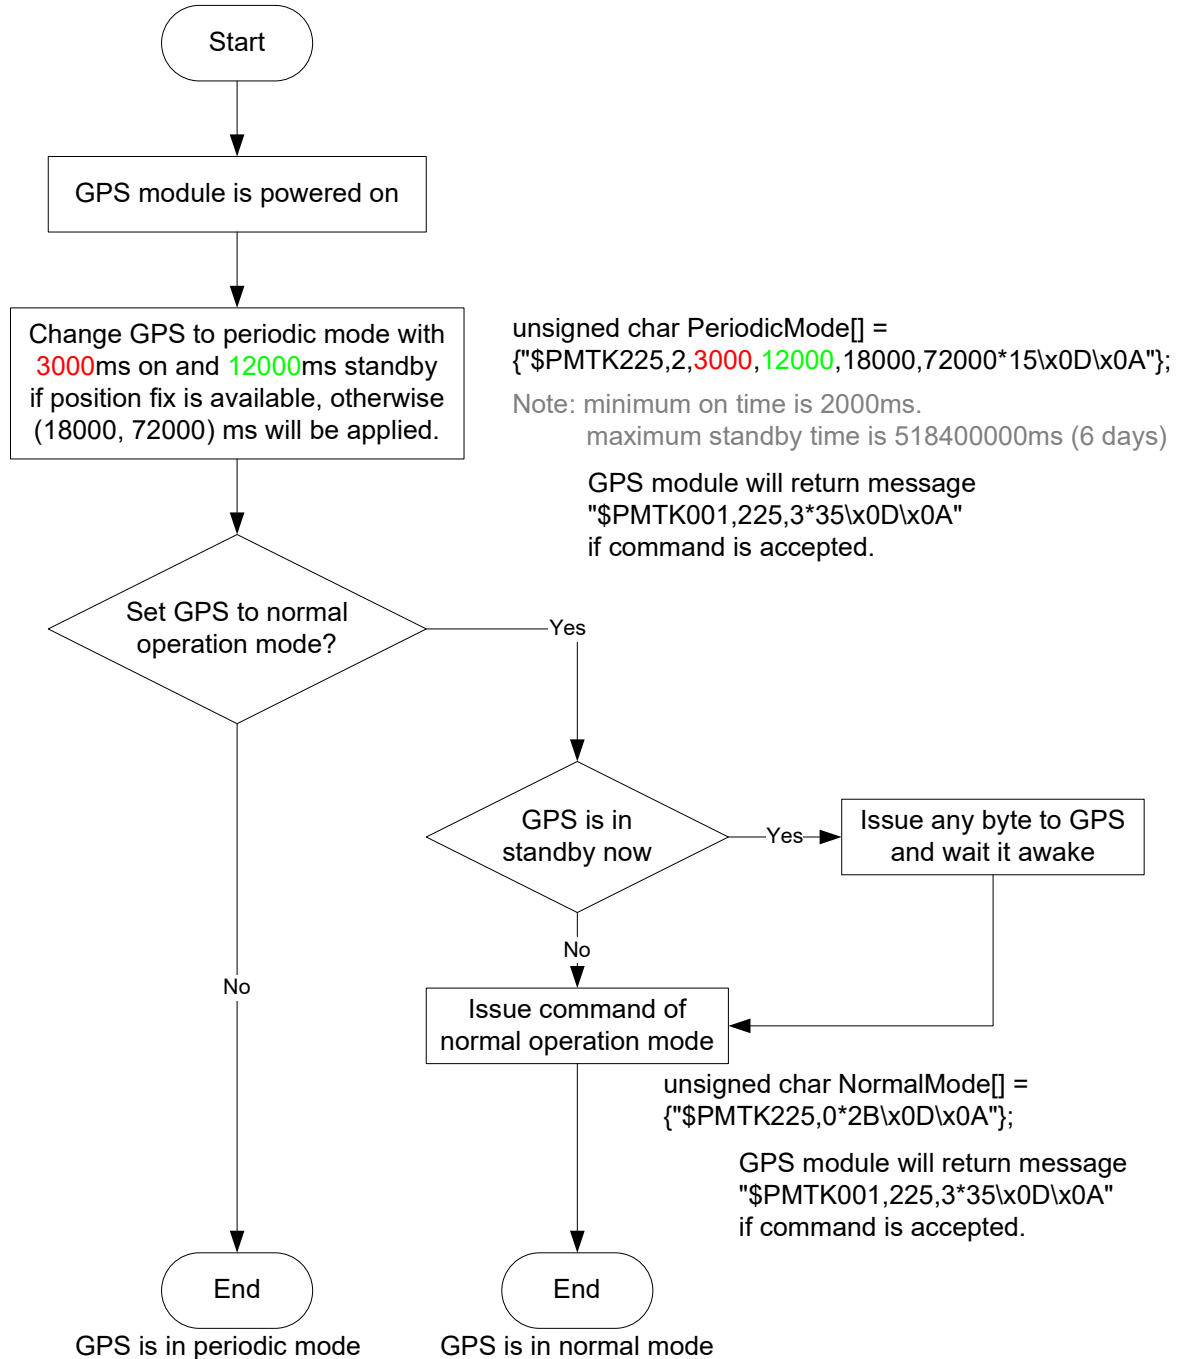 Start
GPS module is powered on
Change GPS to periodic mode with
3000ms on and 12000ms standby
if position fix is available, otherwise
(18000, 72000) ms will be applied.
unsigned char PeriodicMode[] =
{"$PMTK225,2,3000,12000,18000,72000*15\x0D\x0A"};
Note: minimum on time is 2000ms.
maximum standby time is 518400000ms (6 days)
GPS module will return message
"$PMTK001,225,3*35\x0D\x0A"
if command is accepted.
Set GPS to normal
operation mode?
Yes
GPS is in
standby now
Yes
Issue any byte to GPS
and wait it awake
No
No
Issue command of
normal operation mode
unsigned char NormalMode[] =
{"$PMTK225,0*2B\x0D\x0A"};
GPS module will return message
"$PMTK001,225,3*35\x0D\x0A"
if command is accepted.
End
GPS is in periodic mode
End
GPS is in normal mode